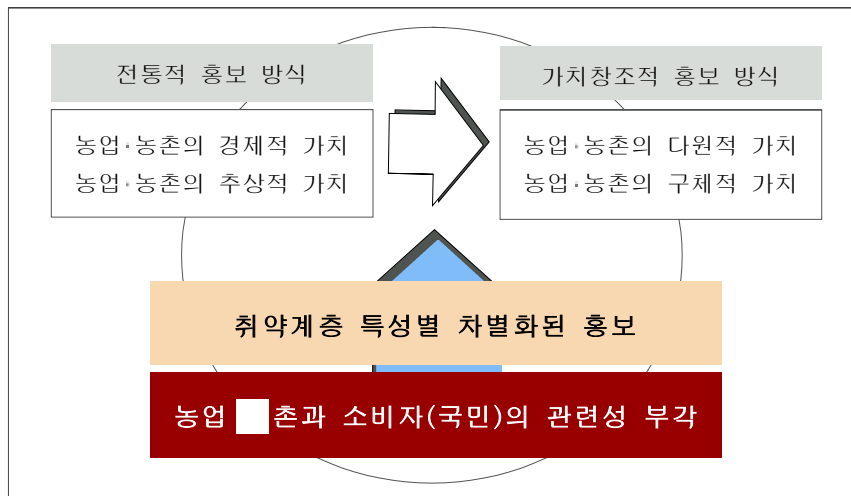 전통적 홍보 방식
농업·농촌의 경제적 가치
농업·농촌의 추상적 가치
가치창조적 홍보 방식
농업·농촌의 다원적 가치
농업·농촌의 구체적 가치
취약계층 특성별 차별화된 홍보
농업 촌과 소비자(국민)의 관련성 부각